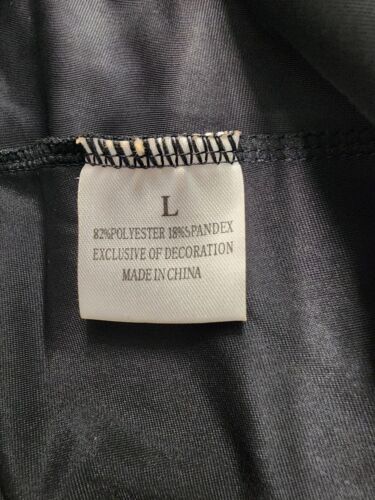 L
82%POLYESTER 18%SPANDEX
EXCLUSIVE OF DECORATION
MADE IN CHINA